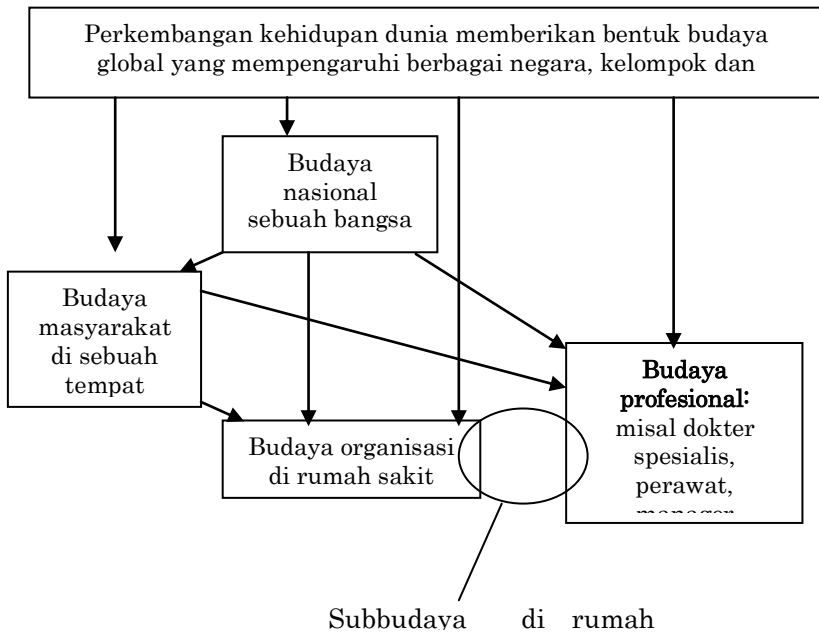 Perkembangan kehidupan dunia memberikan bentuk budaya
global yang mempengaruhi berbagai negara, kelompok dan
Budaya
nasional
sebuah bangsa
Budaya
masyarakat
di sebuah
tempat
Budaya
profesional:
misal dokter
spesialis,
perawat,
Budaya organisasi
di rumah sakit
Subbudaya di rumah